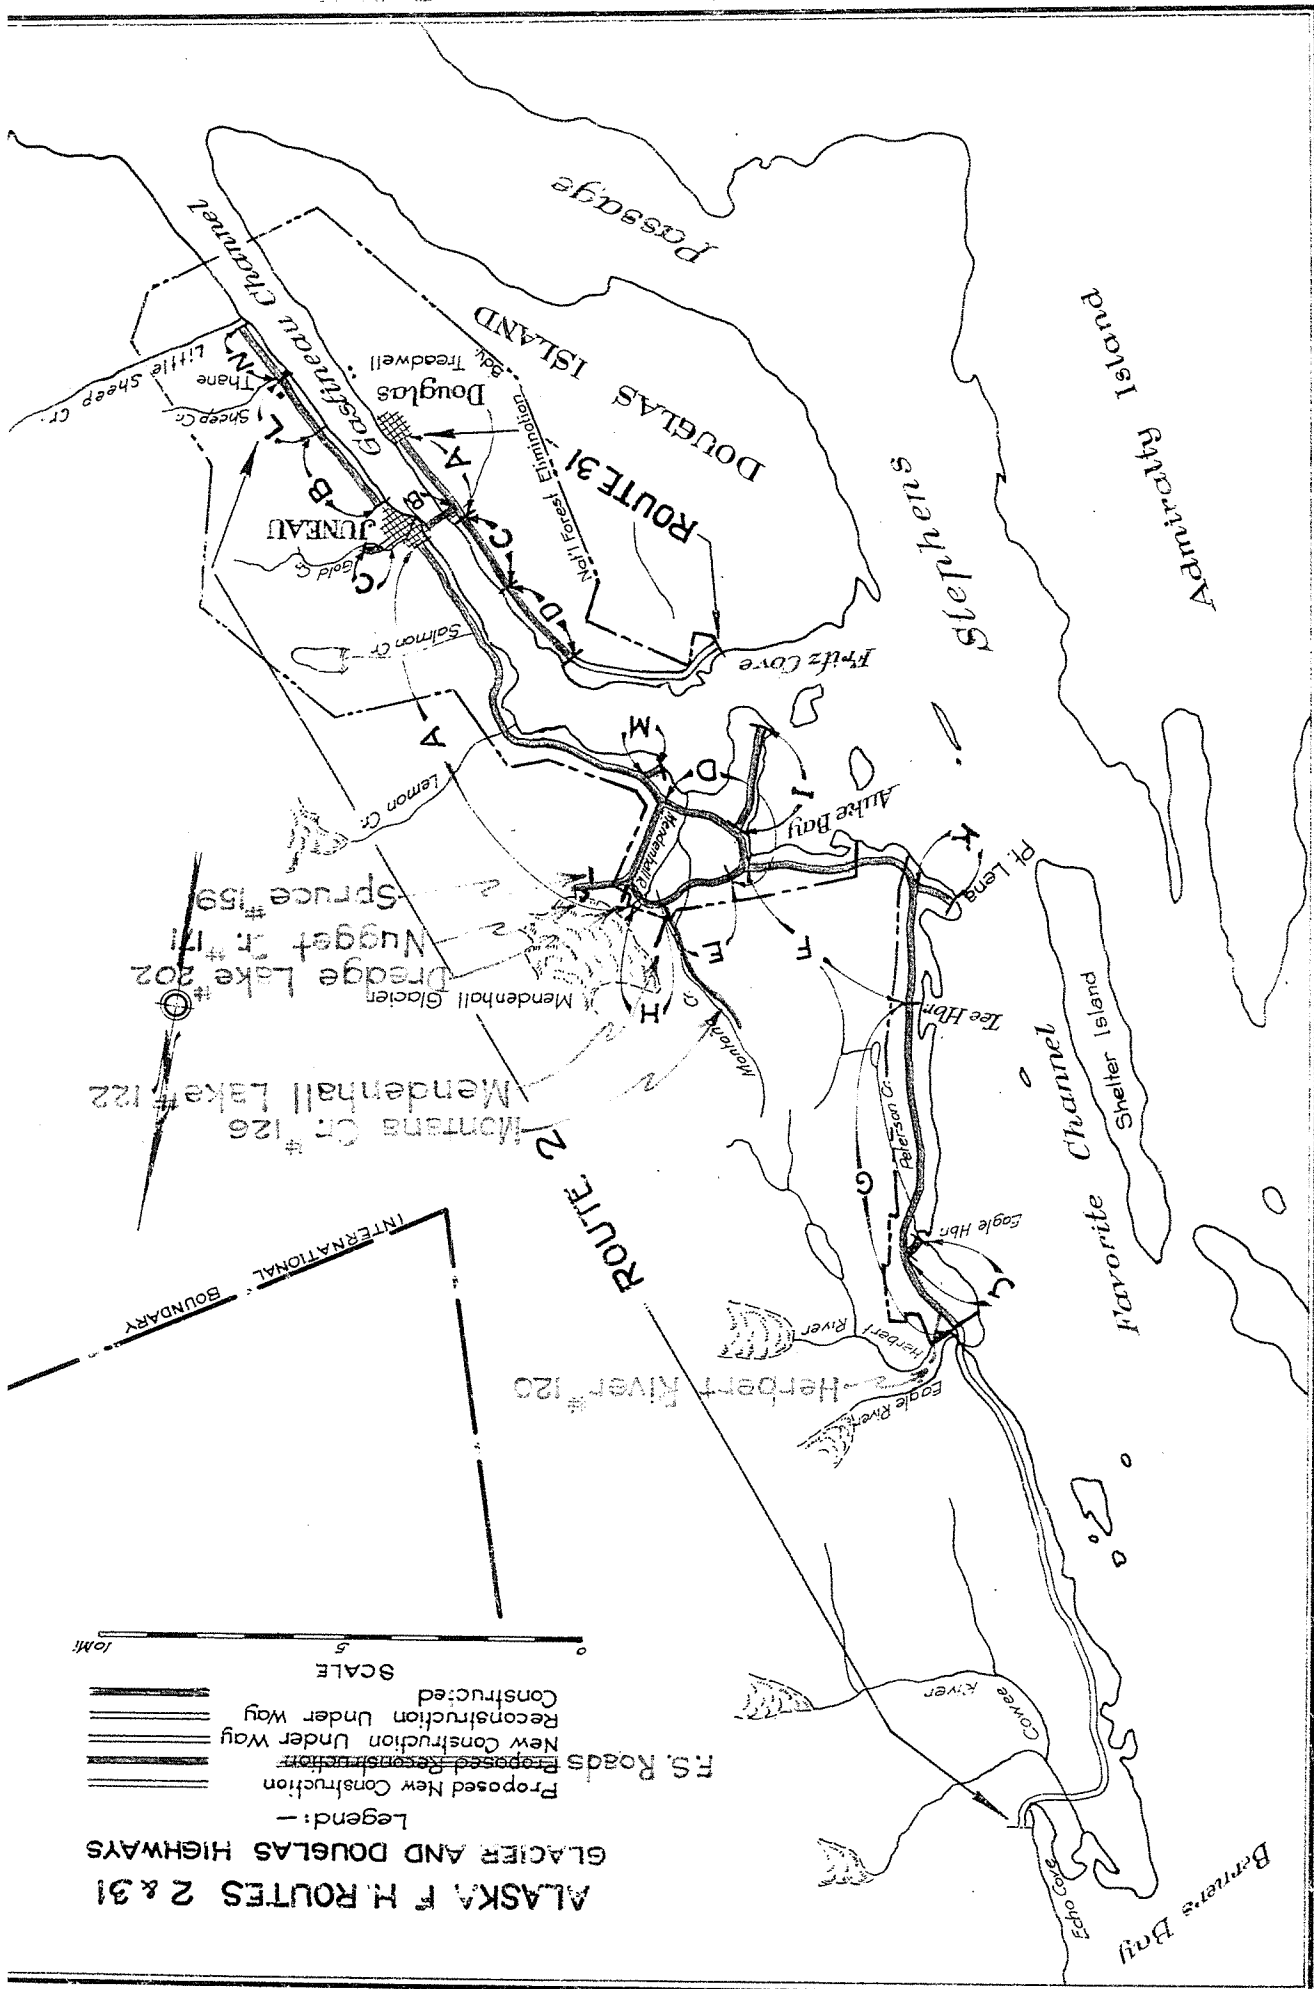 ALASKA F H. ROUTES 2 & 31
GLACIER AND DOUGLAS HIGHWAYS
Legend:—
Proposed New Construction
Proposed Reconstruction
F.S. Roads
New Construction Under Way
Reconstruction Under Way
Constructed
SCALE
0 5 10 Mi.
Berner's Bay
Echo Cove
Cowee
River
Eagle River
Herbert River #120
Herbert
River
INTERNATIONAL
BOUNDARY
ROUTE 2
Favorite Channel
Shelter Island
Eagle Hbr.
J
G
Peterson Cr.
Tee Hbr.
Montana Cr. #126
Mendenhall Lake #122
Dredge Lake #202
Nugget Cr. #171
Spruce #159
Montana
Cr
Mendenhall Glacier
H
F
E
K
Pt. Lena
Auke Bay
I
D
Mendenhall R.
M
Lemon Cr.
A
Salmon Cr
Fritz Cove
Stephens
Passage
Admiralty Island
DOUGLAS ISLAND
ROUTE 31
Nat'l Forest Elimination
Bdy.
D
C
B
A
Gold Cr.
C
JUNEAU
Douglas
Treadwell
B
L
Gastineau Channel
Sheep Cr.
Thane
N
Little Sheep Cr.